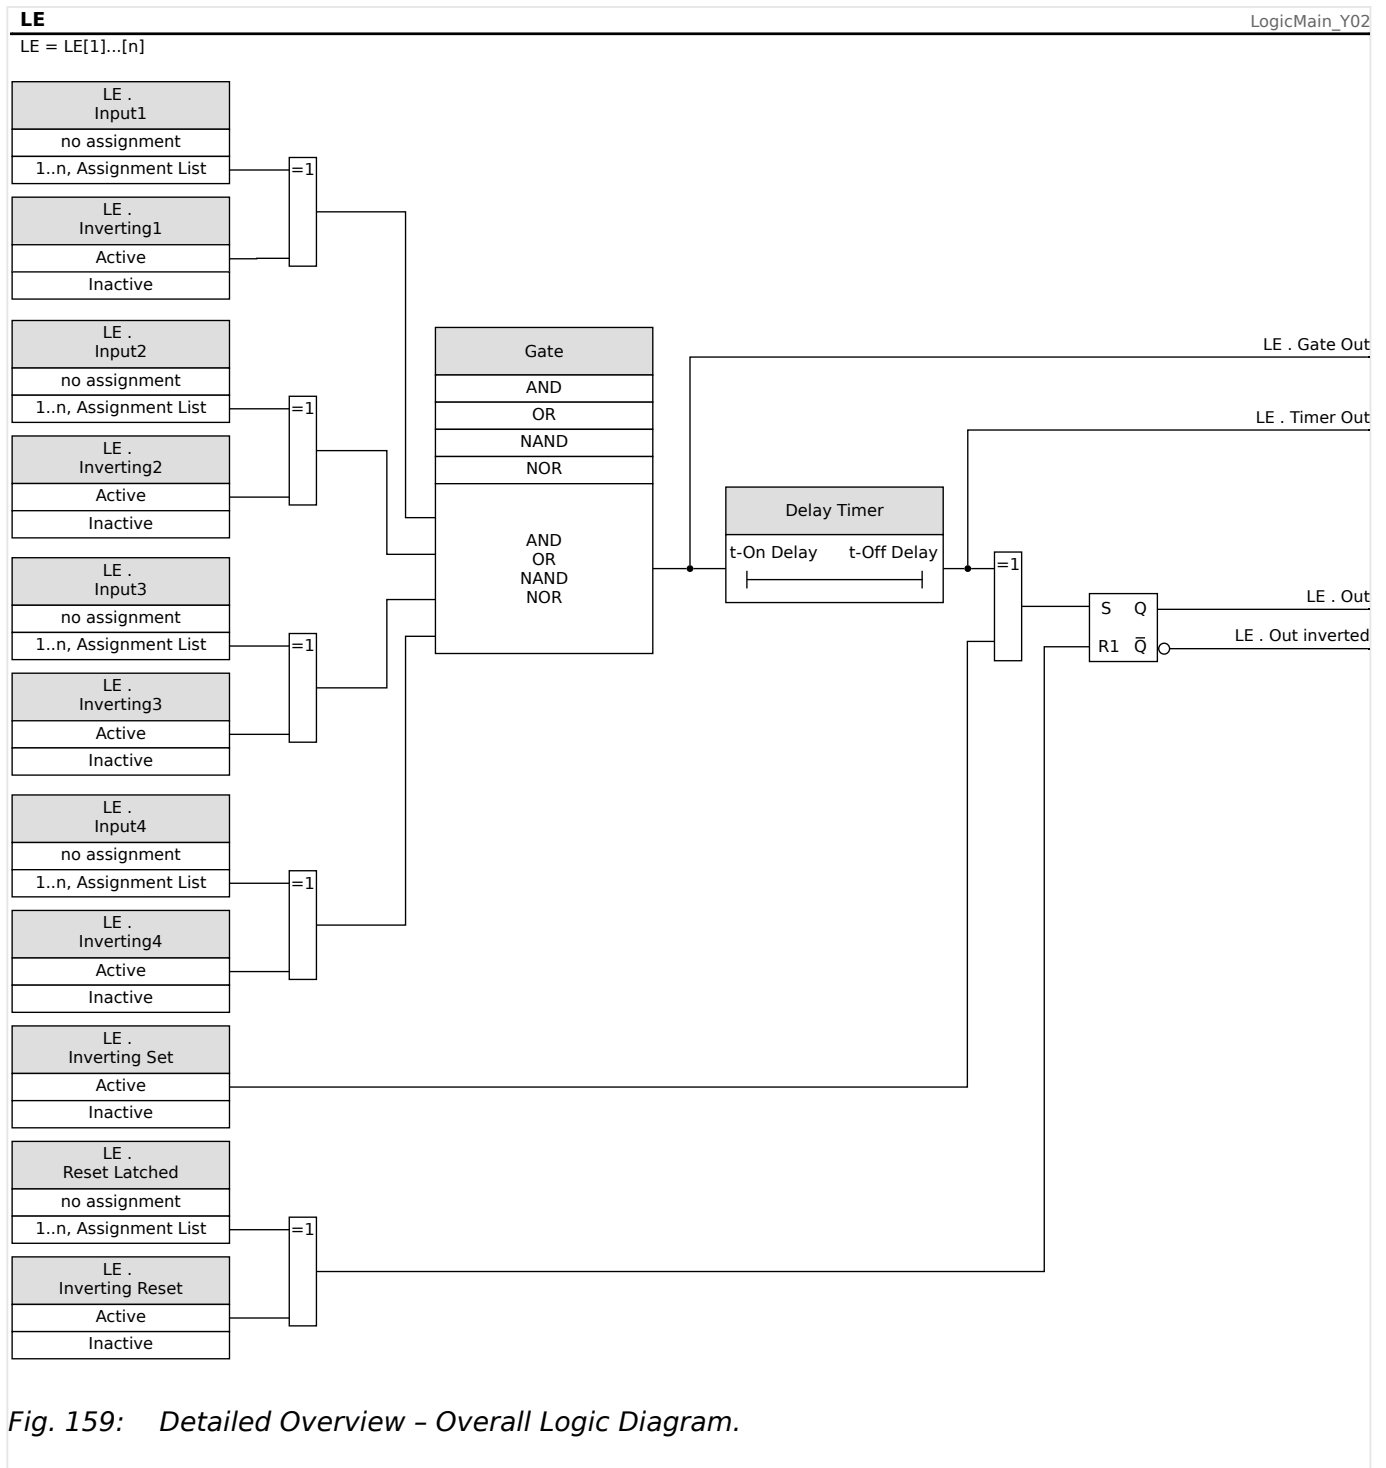 LE
LogicMain_Y02
LE = LE[1]...[n]
LE .
Input1
no assignment
1..n, Assignment List
=1
LE .
Inverting1
Active
Inactive
LE .
Input2
no assignment
1..n, Assignment List
=1
LE .
Inverting2
Active
Inactive
LE .
Input3
no assignment
1..n, Assignment List
=1
LE .
Inverting3
Active
Inactive
LE .
Input4
no assignment
1..n, Assignment List
=1
LE .
Inverting4
Active
Inactive
LE .
Inverting Set
Active
Inactive
LE .
Reset Latched
no assignment
1..n, Assignment List
=1
LE .
Inverting Reset
Active
Inactive
Gate
AND
OR
NAND
NOR
AND
OR
NAND
NOR
Delay Timer
t-On Delay t-Off Delay
=1
S Q
R1 Q̅
LE . Gate Out
LE . Timer Out
LE . Out
LE . Out inverted
Fig. 159: Detailed Overview – Overall Logic Diagram.